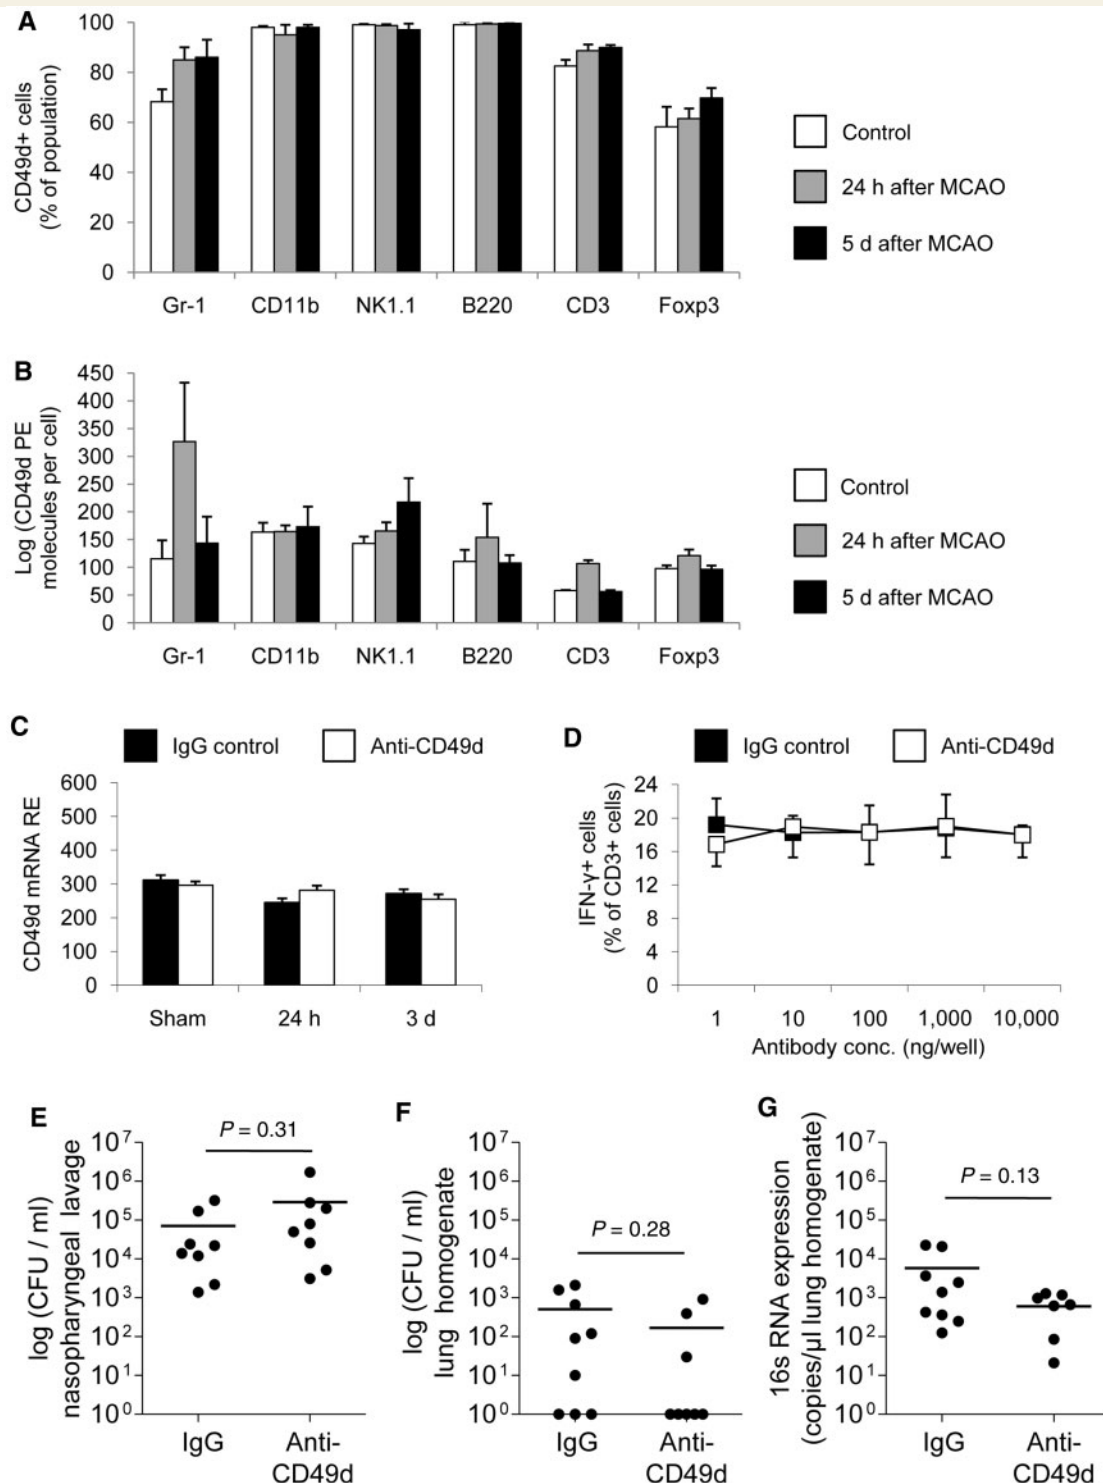 A
CD49d+ cells
(% of population)
100
80
60
40
20
0
Gr-1 CD11b NK1.1 B220 CD3 Foxp3
Control
24 h after MCAO
5 d after MCAO
B
Log (CD49d PE
molecules per cell)
450
400
350
300
250
200
150
100
50
0
Gr-1 CD11b NK1.1 B220 CD3 Foxp3
Control
24 h after MCAO
5 d after MCAO
C
IgG control Anti-CD49d
CD49d mRNA RE
600
500
400
300
200
100
0
Sham 24 h 3 d
D
IgG control Anti-CD49d
IFN-γ+ cells
(% of CD3+ cells)
24
20
16
12
8
4
0
1 10 100 1,000 10,000
Antibody conc. (ng/well)
E
log (CFU / ml)
nasopharyngeal lavage
10⁷
10⁶
10⁵
10⁴
10³
10²
10¹
10⁰
P = 0.31
IgG Anti-
CD49d
F
log (CFU / ml)
lung homogenate
10⁷
10⁶
10⁵
10⁴
10³
10²
10¹
10⁰
P = 0.28
IgG Anti-
CD49d
G
16s RNA expression
(copies/µl lung homogenate)
10⁷
10⁶
10⁵
10⁴
10³
10²
10¹
10⁰
P = 0.13
IgG Anti-
CD49d